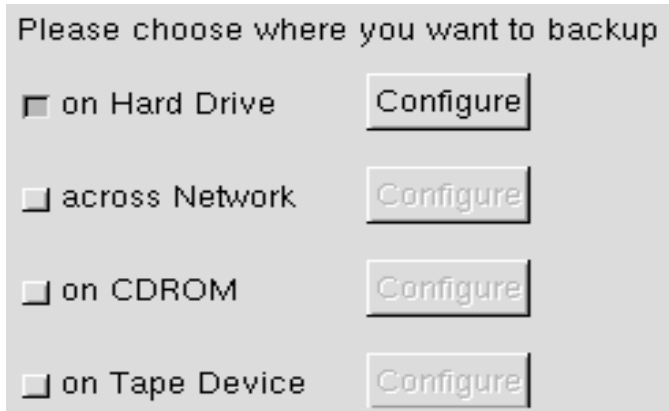 Please choose where you want to backup
on Hard Drive Configure
across Network Configure
on CDROM Configure
on Tape Device Configure